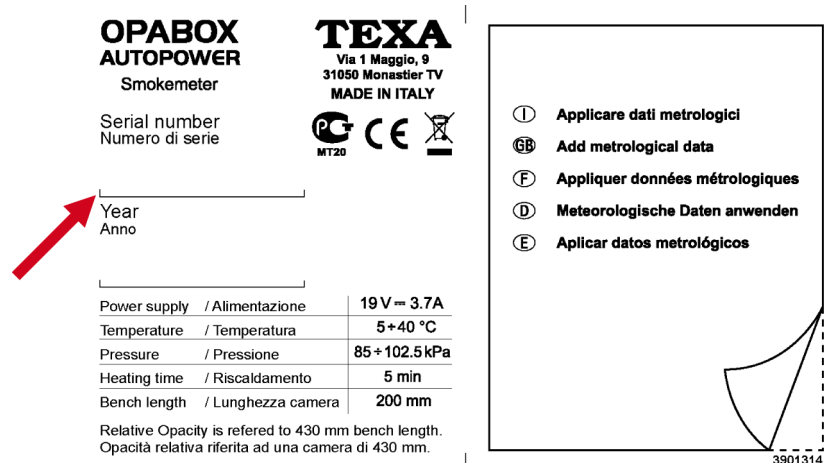 OPABOX
AUTOPOWER
Smokemeter
TEXA
Via 1 Maggio, 9
31050 Monastier TV
MADE IN ITALY
Serial number
Numero di serie
PCT
MT20
CE
Year
Anno
Power supply / Alimentazione 19 V ⎓ 3.7A
Temperature / Temperatura 5÷40 °C
Pressure / Pressione 85÷102.5 kPa
Heating time / Riscaldamento 5 min
Bench length / Lunghezza camera 200 mm
Relative Opacity is refered to 430 mm bench length.
Opacità relativa riferita ad una camera di 430 mm.
I Applicare dati metrologici
GB Add metrological data
F Appliquer données métrologiques
D Meteorologische Daten anwenden
E Aplicar datos metrológicos
3901314